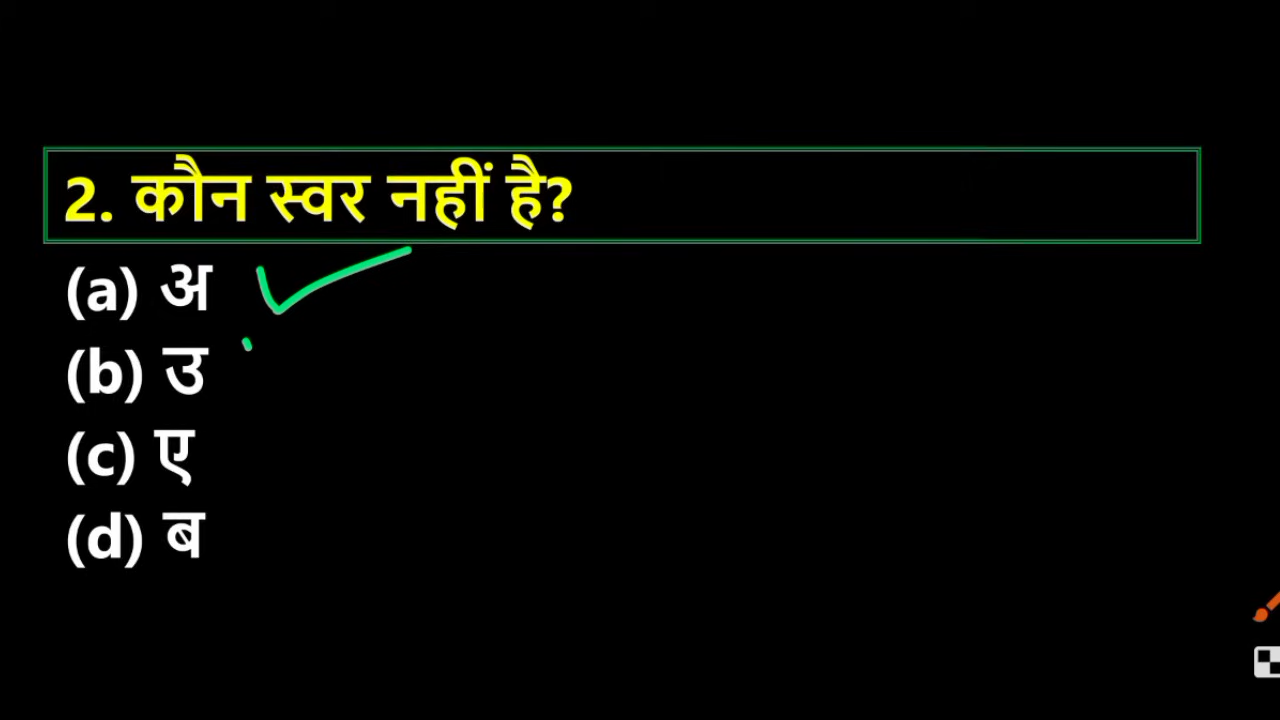 2. कौन स्वर नहीं है?
(a) अ
(b) उ
(c) ए
(d) ब